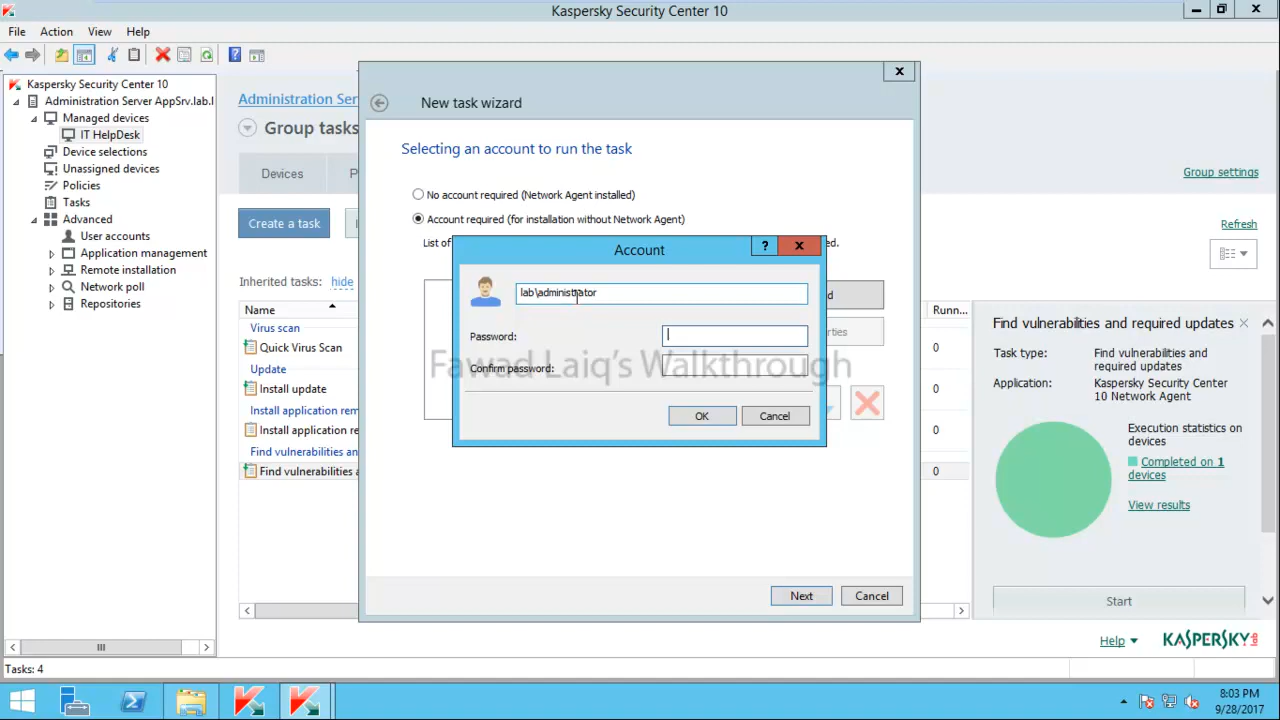 Kaspersky Security Center 10
File Action View Help
Kaspersky Security Center 10
Administration Server AppSrv.lab.l
Managed devices
IT HelpDesk
Device selections
Unassigned devices
Policies
Tasks
Advanced
User accounts
Application management
Remote installation
Network poll
Repositories
Administration Ser
Group tasks
Devices P
Group settings
Create a task
Refresh
Inherited tasks: hide
Name Runn...
Virus scan
Quick Virus Scan 0
Update
Install update 0
Install application rem
Install application re 0
Find vulnerabilities an
Find vulnerabilities a 0
New task wizard
Selecting an account to run the task
No account required (Network Agent installed)
Account required (for installation without Network Agent)
List of ed.
d
rties
Account
?
lab\administrator
Password:
Confirm password:
OK Cancel
Fawad Laiq's Walkthrough
Next Cancel
Find vulnerabilities and required updates
Task type: Find vulnerabilities and
required updates
Application: Kaspersky Security Center
10 Network Agent
Execution statistics on
devices
Completed on 1
devices
View results
Start
Help KASPERSKY lab
Tasks: 4
8:03 PM
9/28/2017